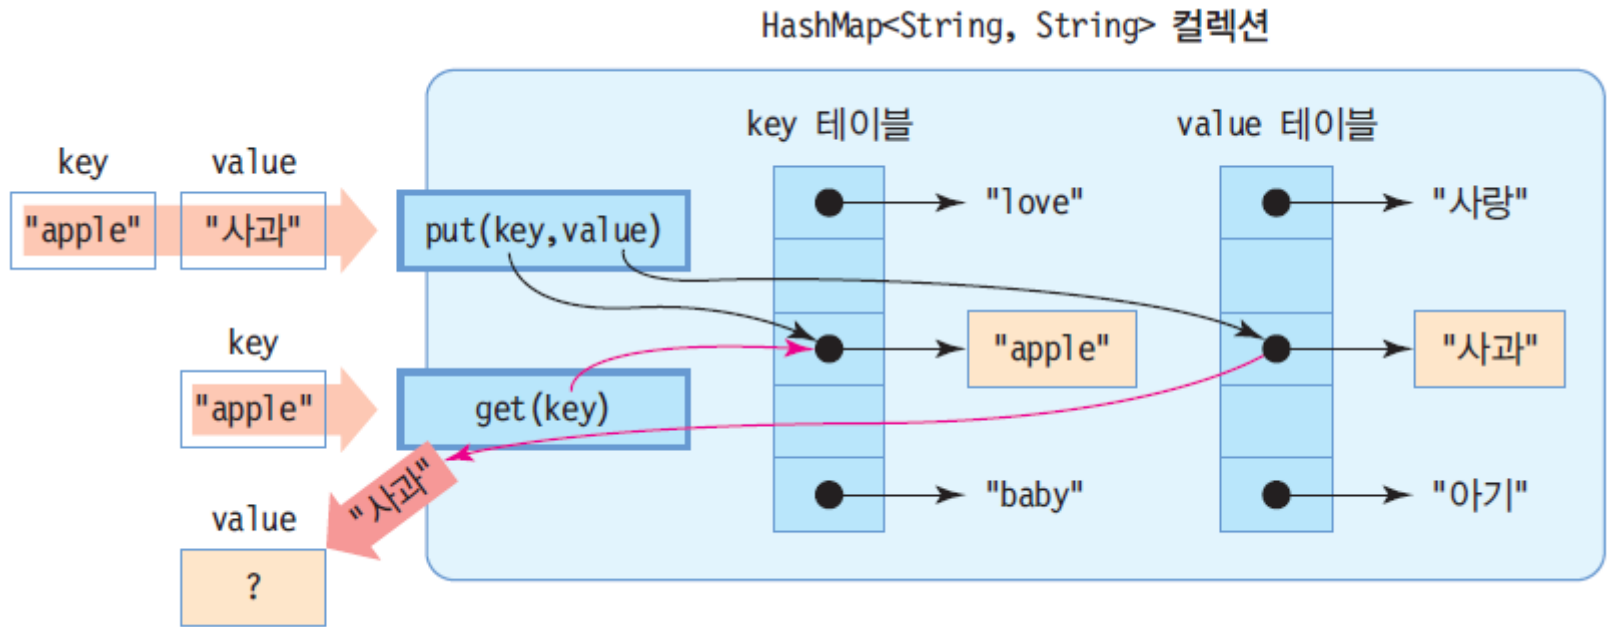 HashMap<String, String> 컬렉션
key 테이블
value 테이블
key
value
"apple"
"사과"
put(key,value)
"love"
"사랑"
key
"apple"
get(key)
"apple"
"사과"
"사과"
value
?
"baby"
"아기"